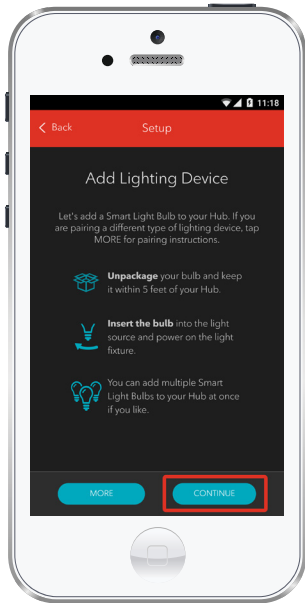 11:18
Back Setup
Add Lighting Device
Let's add a Smart Light Bulb to your Hub. If you
are pairing a different type of lighting device, tap
MORE for pairing instructions.
Unpackage your bulb and keep
it within 5 feet of your Hub.
Insert the bulb into the light
source and power on the light
fixture.
You can add multiple Smart
Light Bulbs to your Hub at once
if you like.
MORE CONTINUE